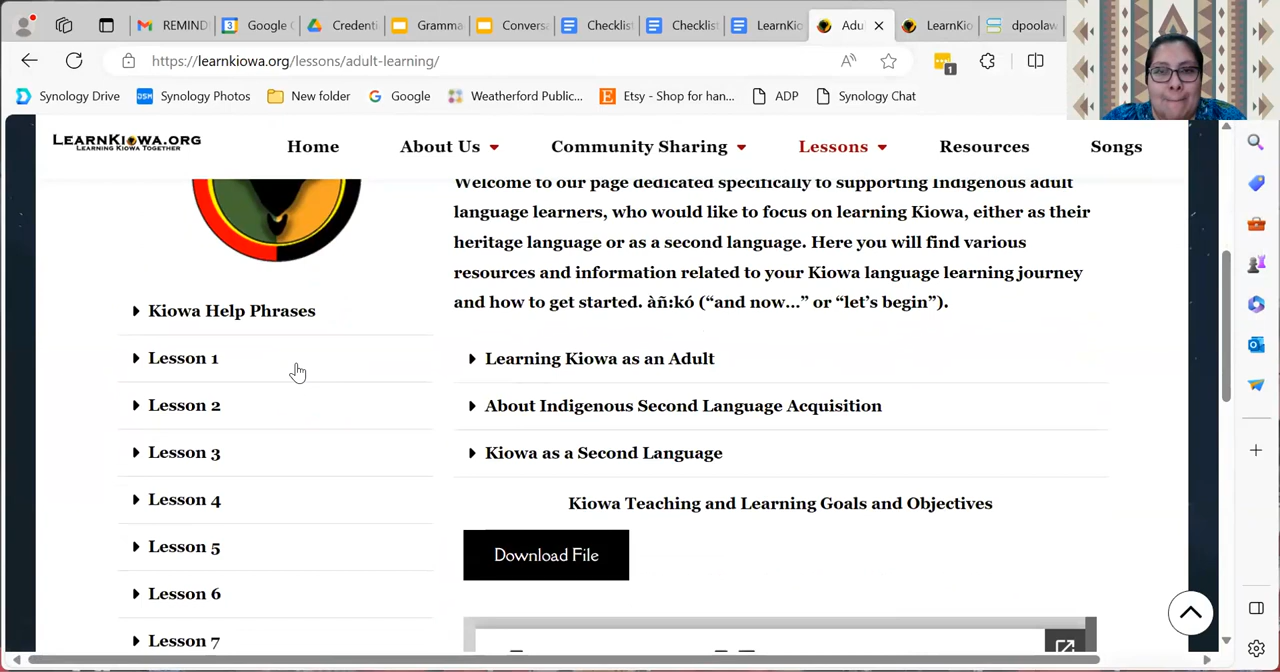 REMIND
Google C
Credenti
Gramma
Convers
Checklis
Checklis
LearnKio
Adu
LearnKio
dpoolaw
https://learnkiowa.org/lessons/adult-learning/
1
Synology Drive
Synology Photos
New folder
Google
Weatherford Public...
Etsy - Shop for han...
ADP
Synology Chat
LEARNKIOWA.ORG
LEARNING KIOWA TOGETHER
Home
About Us
Community Sharing
Lessons
Resources
Songs
Welcome to our page dedicated specifically to supporting Indigenous adult
language learners, who would like to focus on learning Kiowa, either as their
heritage language or as a second language. Here you will find various
resources and information related to your Kiowa language learning journey
and how to get started. àñ:kó (“and now...” or “let’s begin”).
Kiowa Help Phrases
Lesson 1
Lesson 2
Lesson 3
Lesson 4
Lesson 5
Lesson 6
Lesson 7
Learning Kiowa as an Adult
About Indigenous Second Language Acquisition
Kiowa as a Second Language
Kiowa Teaching and Learning Goals and Objectives
Download File